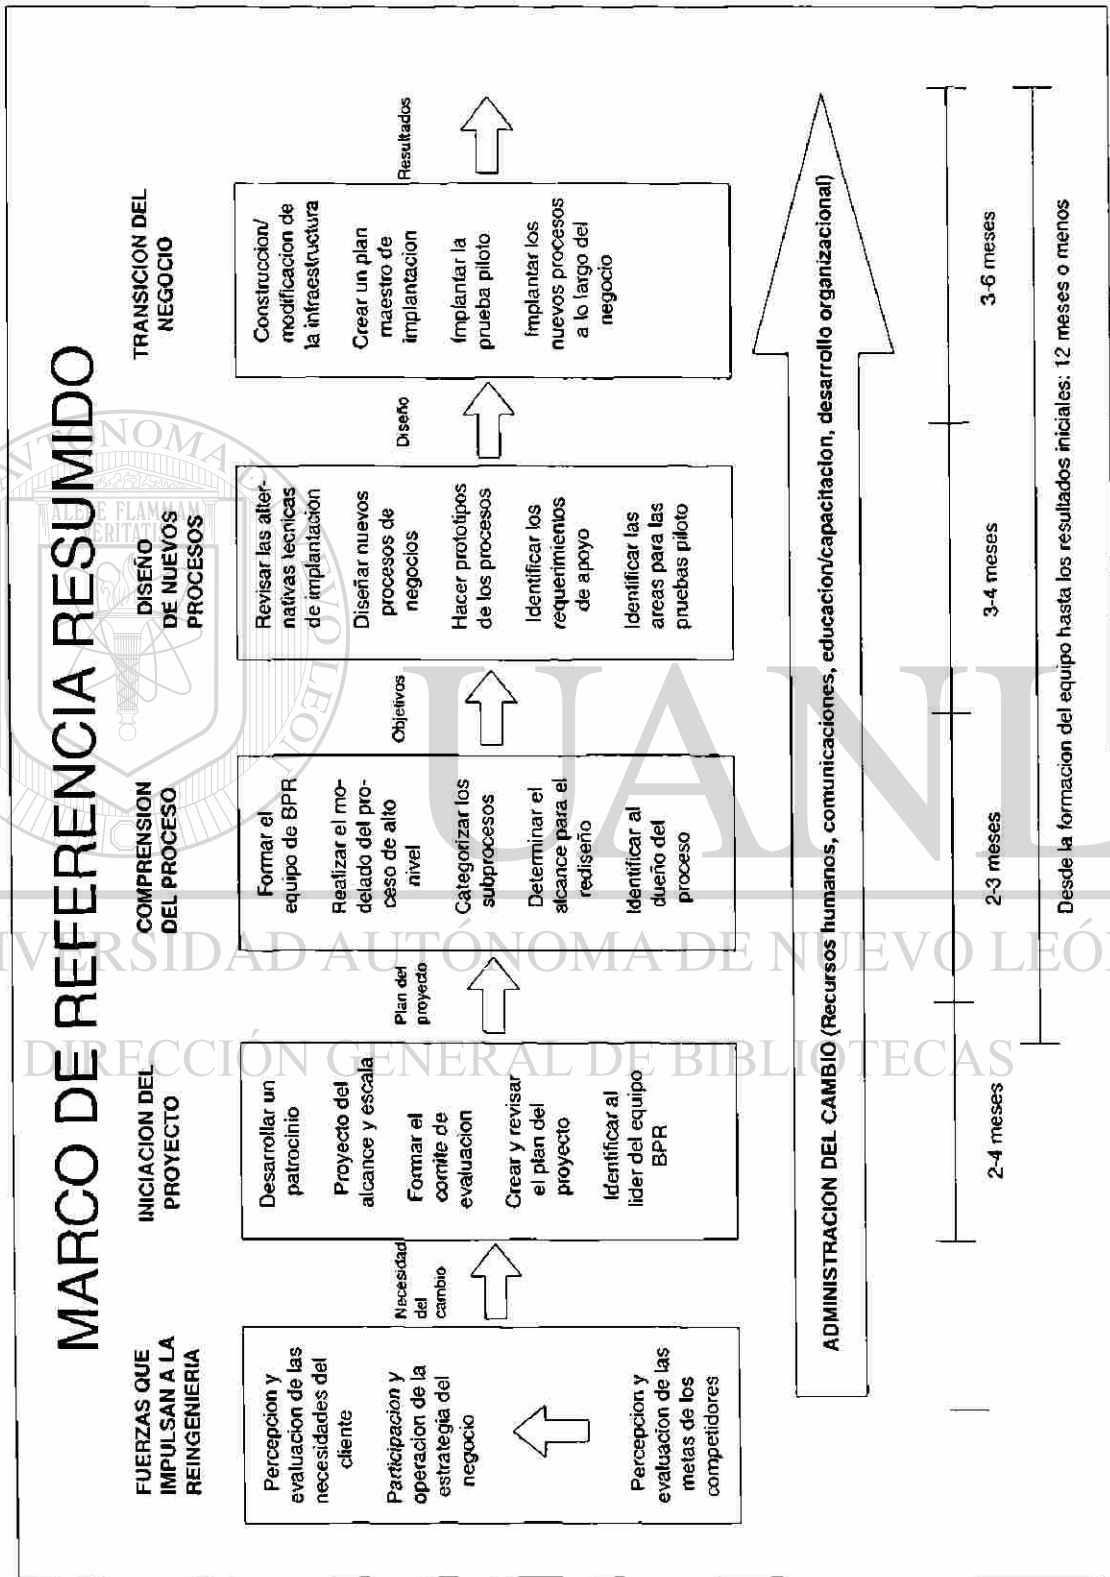 MARCO DE REFERENCIA RESUMIDO
FUERZAS QUE
IMPULSAN A LA
REINGENIERIA
Percepcion y
evaluacion de las
necesidades del
cliente
Participacion y
operacion de la
estrategia del
negocio
Percepcion y
evaluacion de las
metas de los
competidores
Necesidad
del
cambio
INICIACION DEL
PROYECTO
Desarrollar un
patrocinio
Proyecto del
alcance y escala
Formar el
comite de
evaluacion
Crear y revisar
el plan del
proyecto
Identificar al
lider del equipo
BPR
Plan del
proyecto
COMPRENSION
DEL PROCESO
Formar el
equipo de BPR
Realizar el mo-
delado del pro-
ceso de alto
nivel
Categorizar los
subprocesos
Determinar el
alcance para el
rediseño
Identificar al
dueño del
proceso
Objetivos
DISEÑO
DE NUEVOS
PROCESOS
Revisar las alter-
nativas tecnicas
de implantación
Diseñar nuevos
procesos de
negocios
Hacer prototipos
de los procesos
Identificar los
requerimientos
de apoyo
Identificar las
areas para las
pruebas piloto
Diseño
TRANSICION DEL
NEGOCIO
Construccion/
modificacion de
la infraestructura
Crear un plan
maestro de
implantacion
Implantar la
prueba piloto
Implantar los
nuevos procesos
a lo largo del
negocio
Resultados
ADMINISTRACION DEL CAMBIO (Recursos humanos, comunicaciones, educacion/capacitacion, desarrollo organizacional)
2-4 meses
2-3 meses
3-4 meses
3-6 meses
Desde la formacion del equipo hasta los resultados iniciales: 12 meses o menos
UANL
UNIVERSIDAD AUTÓNOMA DE NUEVO LEÓN
DIRECCIÓN GENERAL DE BIBLIOTECAS
ALERE FLAMMAM
VERITATIS